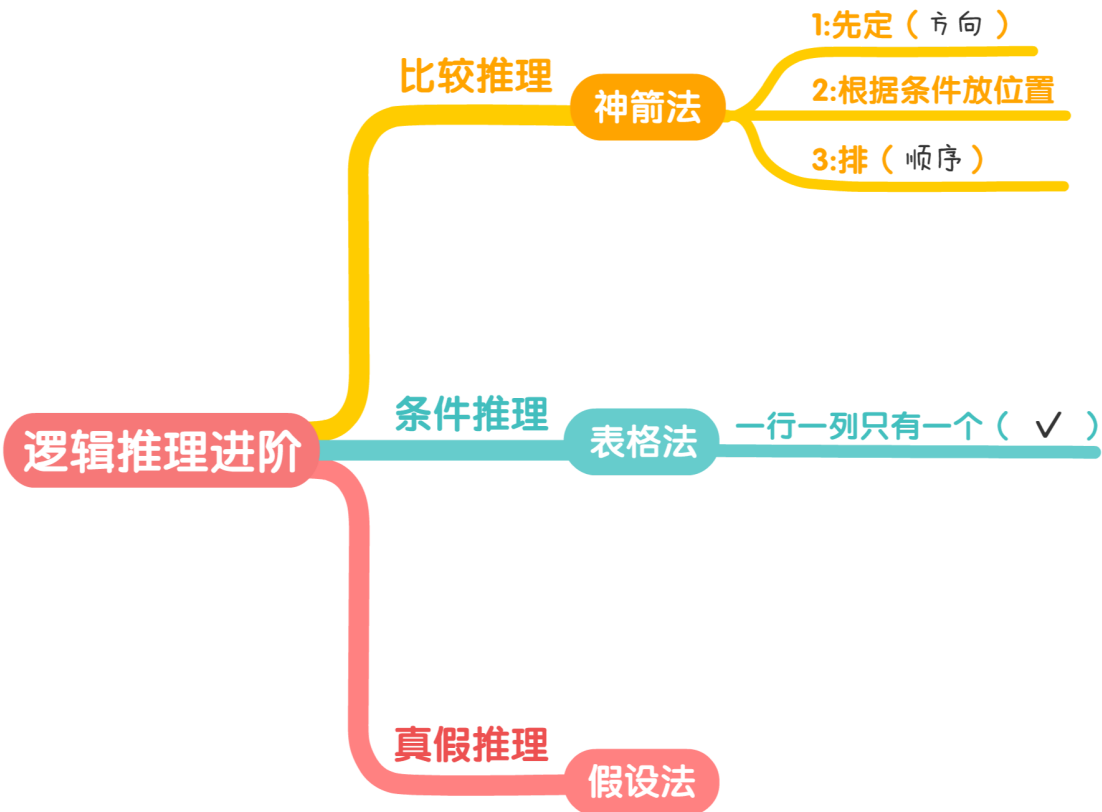 逻辑推理进阶
比较推理
神箭法
1:先定（方向）
2:根据条件放位置
3:排（顺序）
条件推理
表格法
一行一列只有一个（✓）
真假推理
假设法